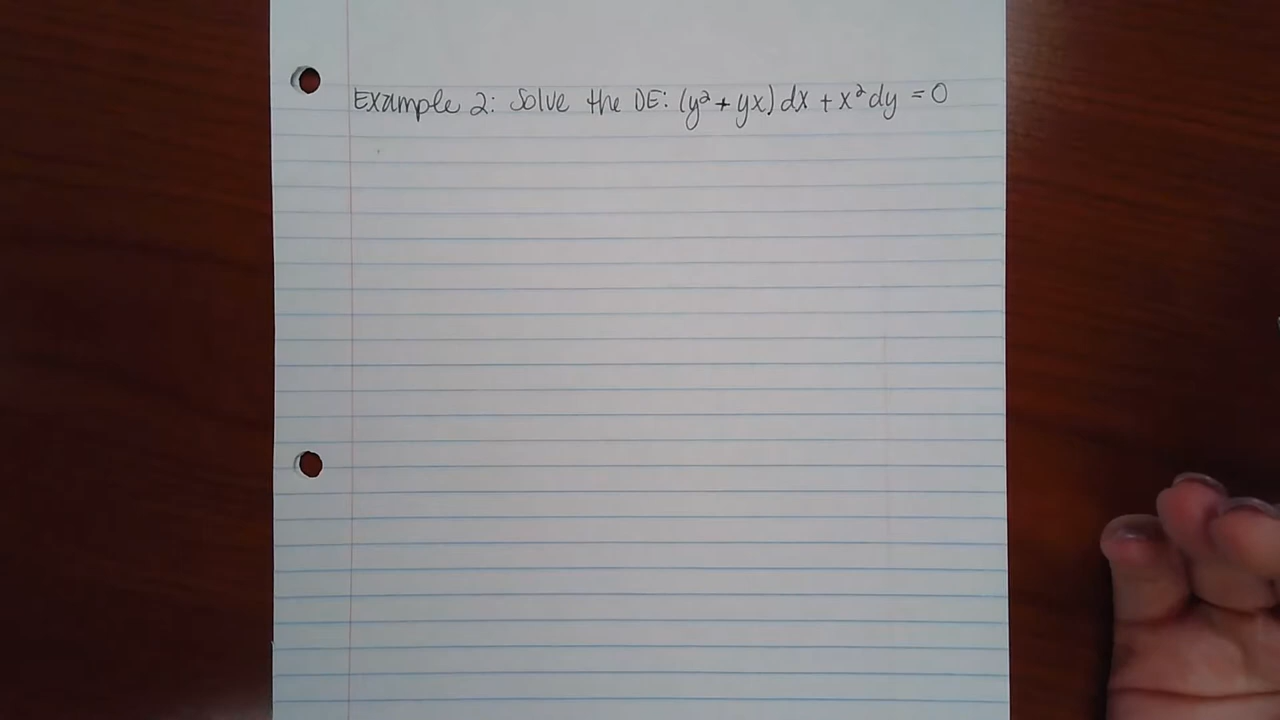 Example 2: Solve the DE: (y² + yx) dx + x² dy = 0